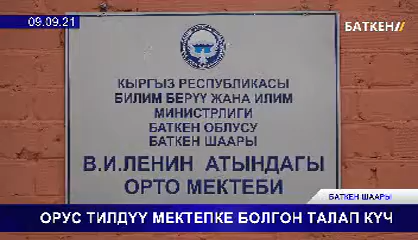 09.09.21
БАТКЕН
КЫРГЫЗ РЕСПУБЛИКАСЫ
БИЛИМ БЕРҮҮ ЖАНА ИЛИМ
МИНИСТРЛИГИ
БАТКЕН ОБЛУСУ
БАТКЕН ШААРЫ
В.И.ЛЕНИН АТЫНДАГЫ
ОРТО МЕКТЕБИ
БАТКЕН ШААРЫ
ОРУС ТИЛДҮҮ МЕКТЕПКЕ БОЛГОН ТАЛАП КҮЧ